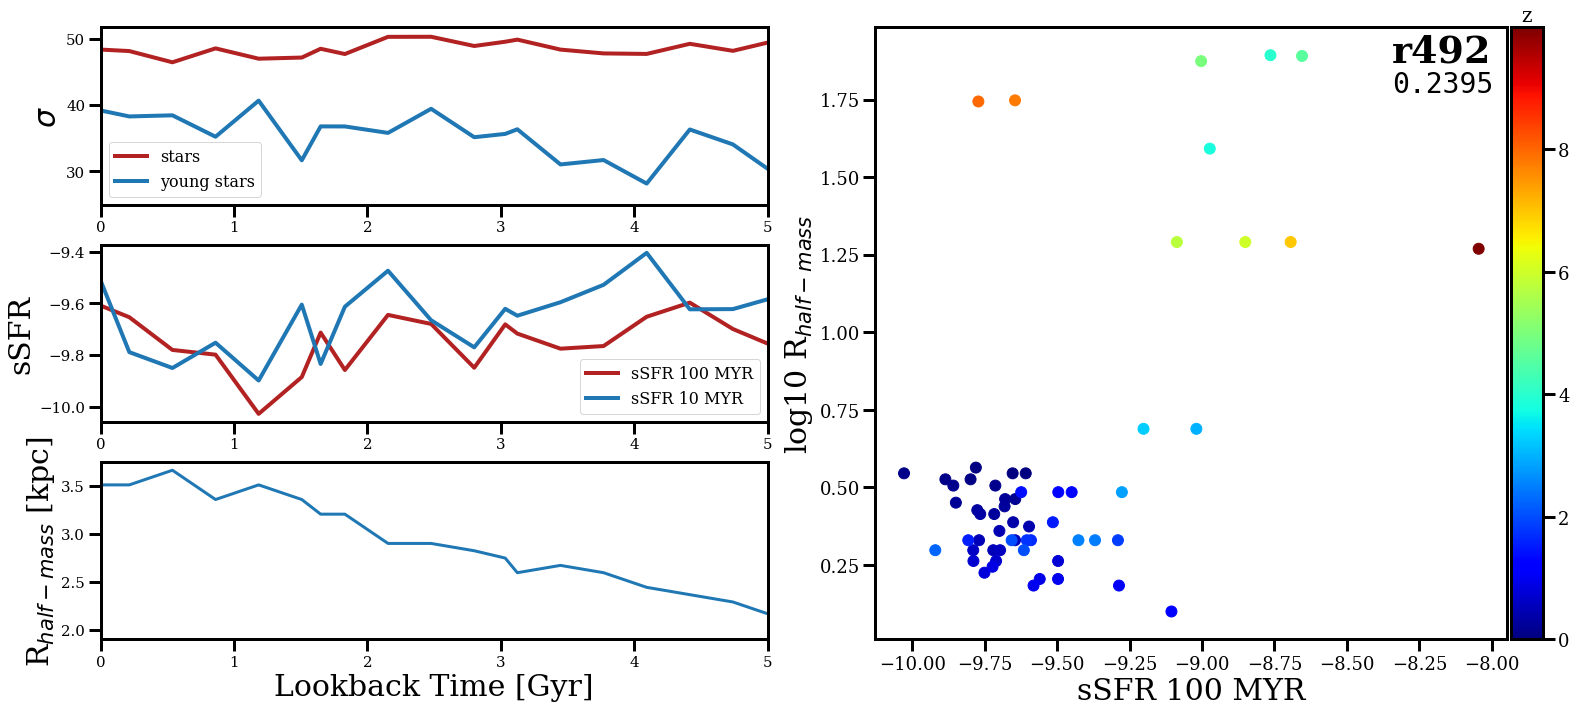 50
40
30
σ
stars
young stars
0 1 2 3 4 5
−9.4
−9.6
−9.8
−10.0
sSFR
sSFR 100 MYR
sSFR 10 MYR
0 1 2 3 4 5
3.5
3.0
2.5
2.0
R_half−mass [kpc]
0 1 2 3 4 5
Lookback Time [Gyr]
r492
0.2395
1.75
1.50
1.25
1.00
0.75
0.50
0.25
log10 R_half−mass
−10.00 −9.75 −9.50 −9.25 −9.00 −8.75 −8.50 −8.25 −8.00
sSFR 100 MYR
z
8
6
4
2
0